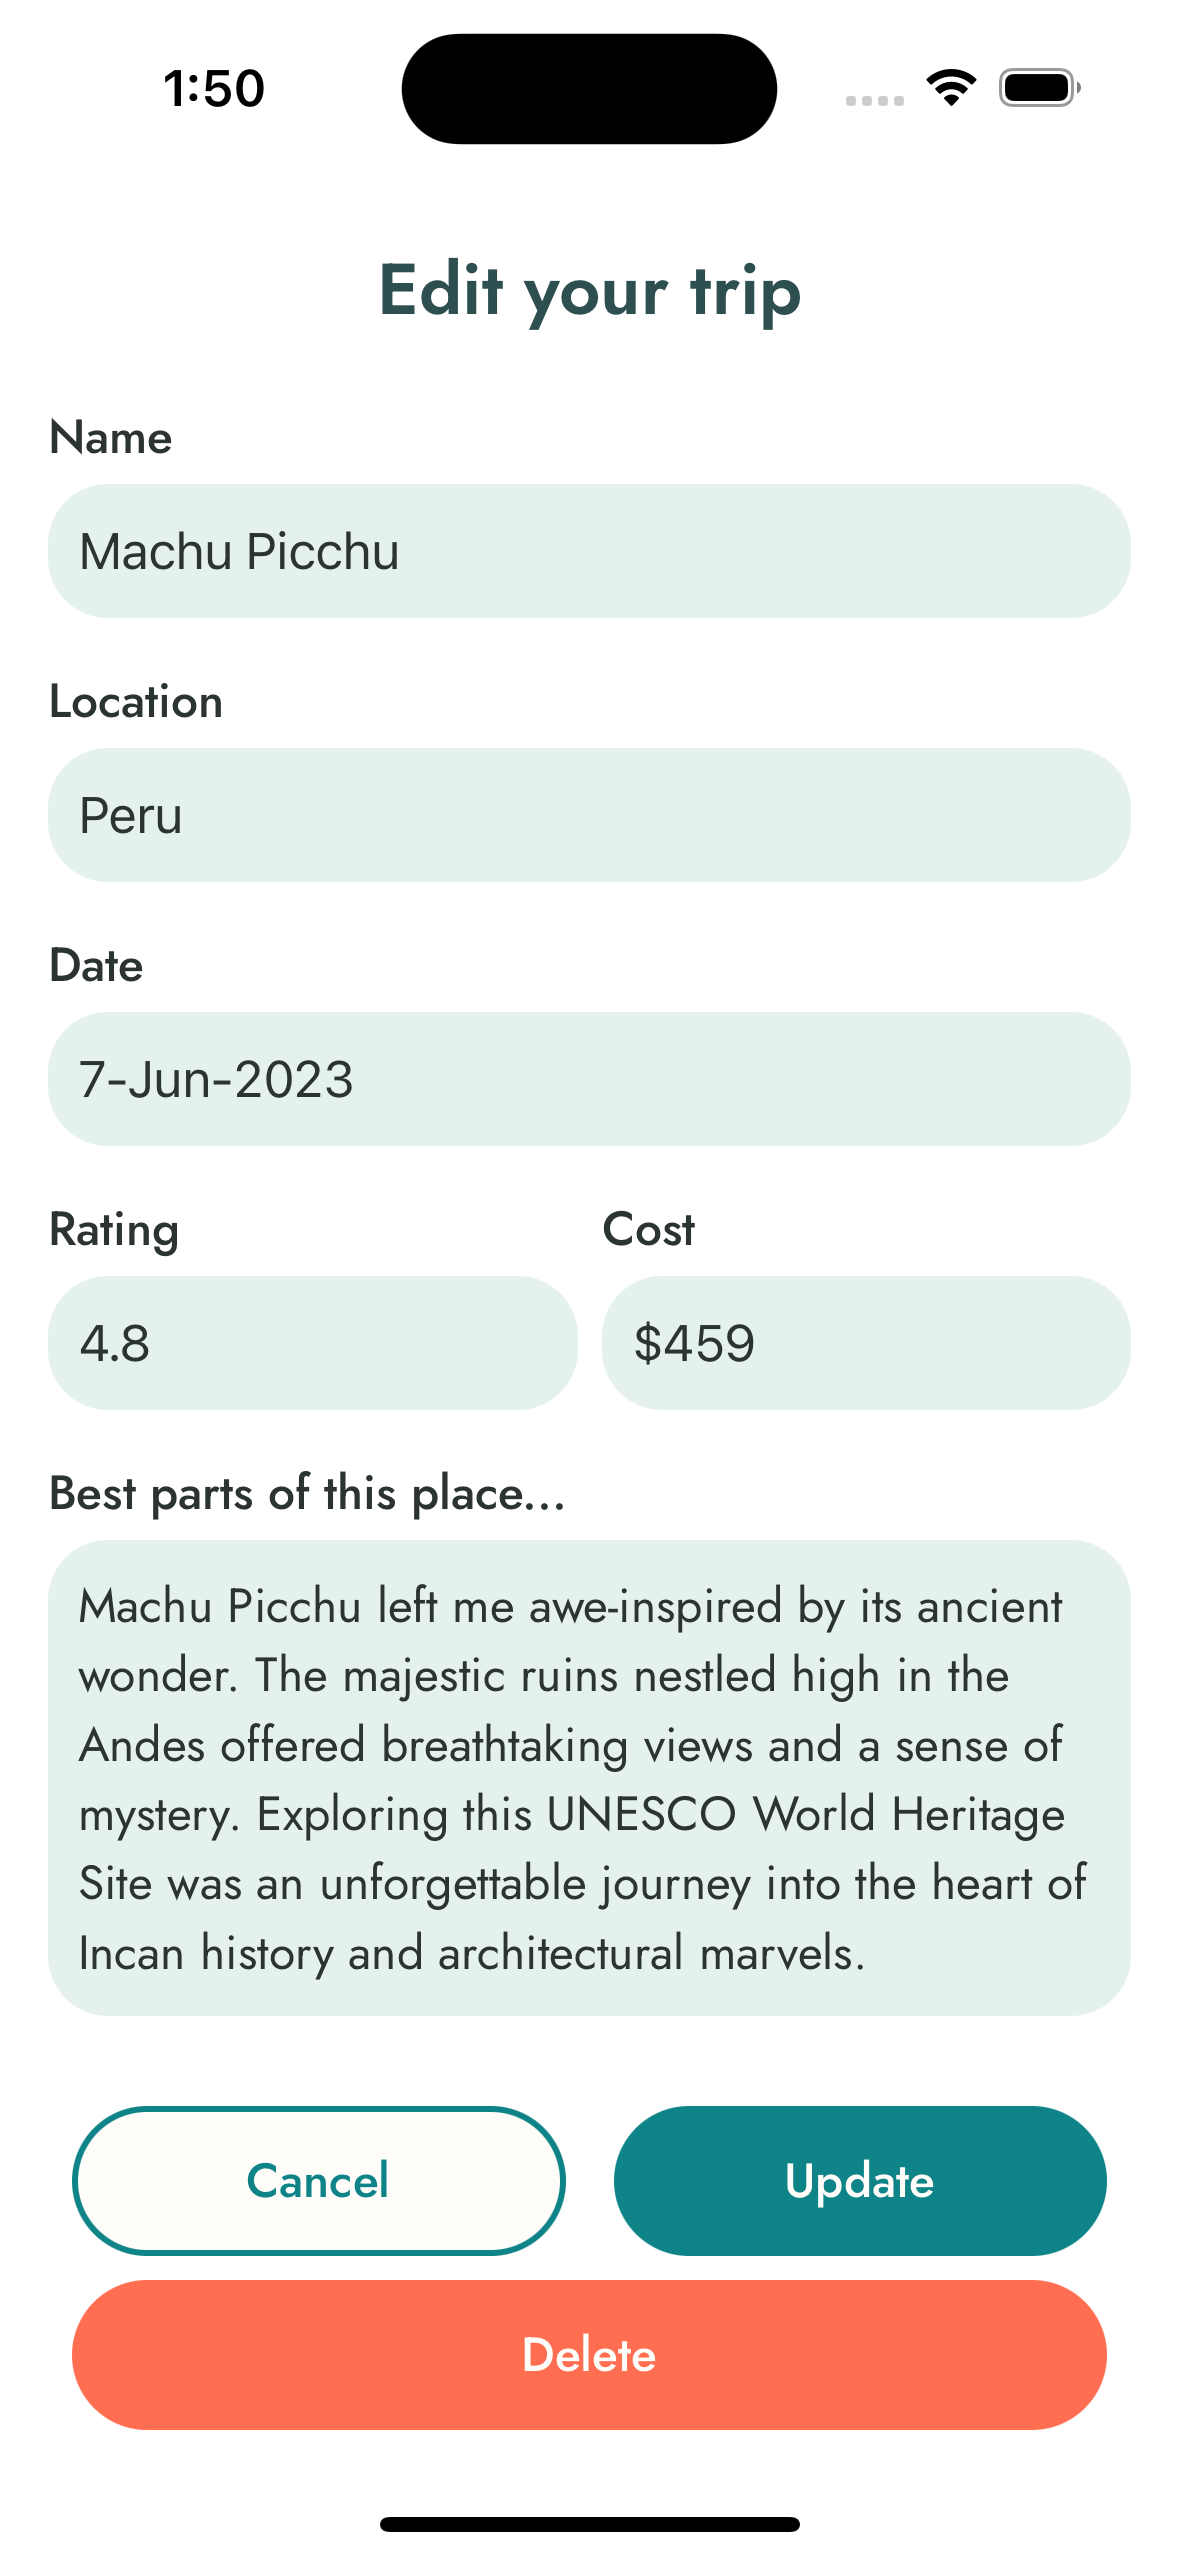 1:50
Edit your trip
Name
Machu Picchu
Location
Peru
Date
7-Jun-2023
Rating
Cost
4.8
$459
Best parts of this place...
Machu Picchu left me awe-inspired by its ancient
wonder. The majestic ruins nestled high in the
Andes offered breathtaking views and a sense of
mystery. Exploring this UNESCO World Heritage
Site was an unforgettable journey into the heart of
Incan history and architectural marvels.
Cancel
Update
Delete